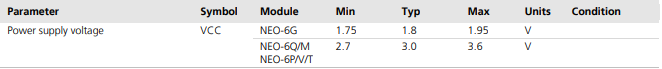 Parameter Symbol Module Min Typ Max Units Condition
Power supply voltage VCC NEO-6G 1.75 1.8 1.95 V
NEO-6Q/M 2.7 3.0 3.6 V
NEO-6P/V/T